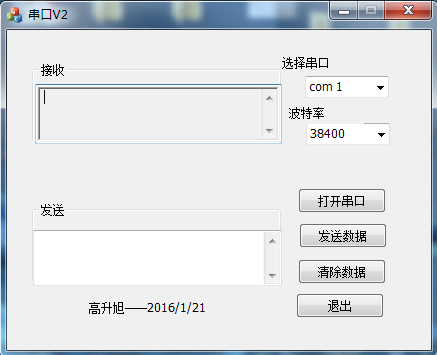 串口V2
接收
选择串口
com 1
波特率
38400
打开串口
发送
发送数据
清除数据
高升旭——2016/1/21
退出